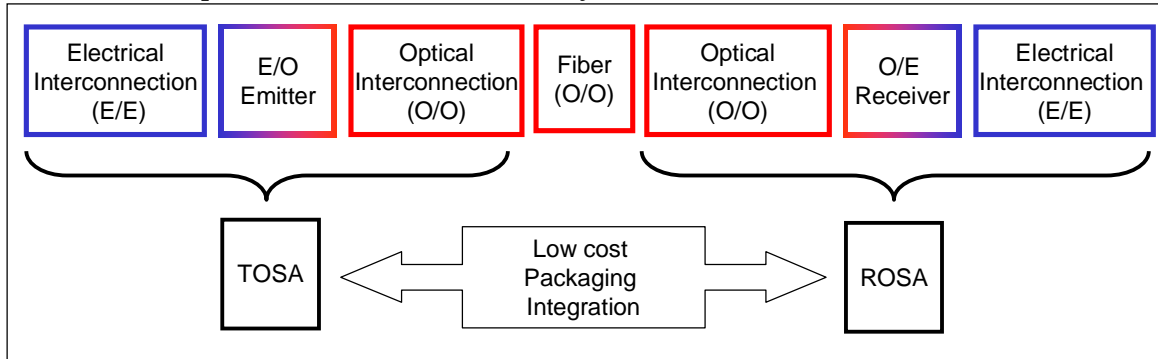 Electrical
Interconnection
(E/E)
E/O
Emitter
Optical
Interconnection
(O/O)
Fiber
(O/O)
Optical
Interconnection
(O/O)
O/E
Receiver
Electrical
Interconnection
(E/E)
TOSA
Low cost
Packaging
Integration
ROSA